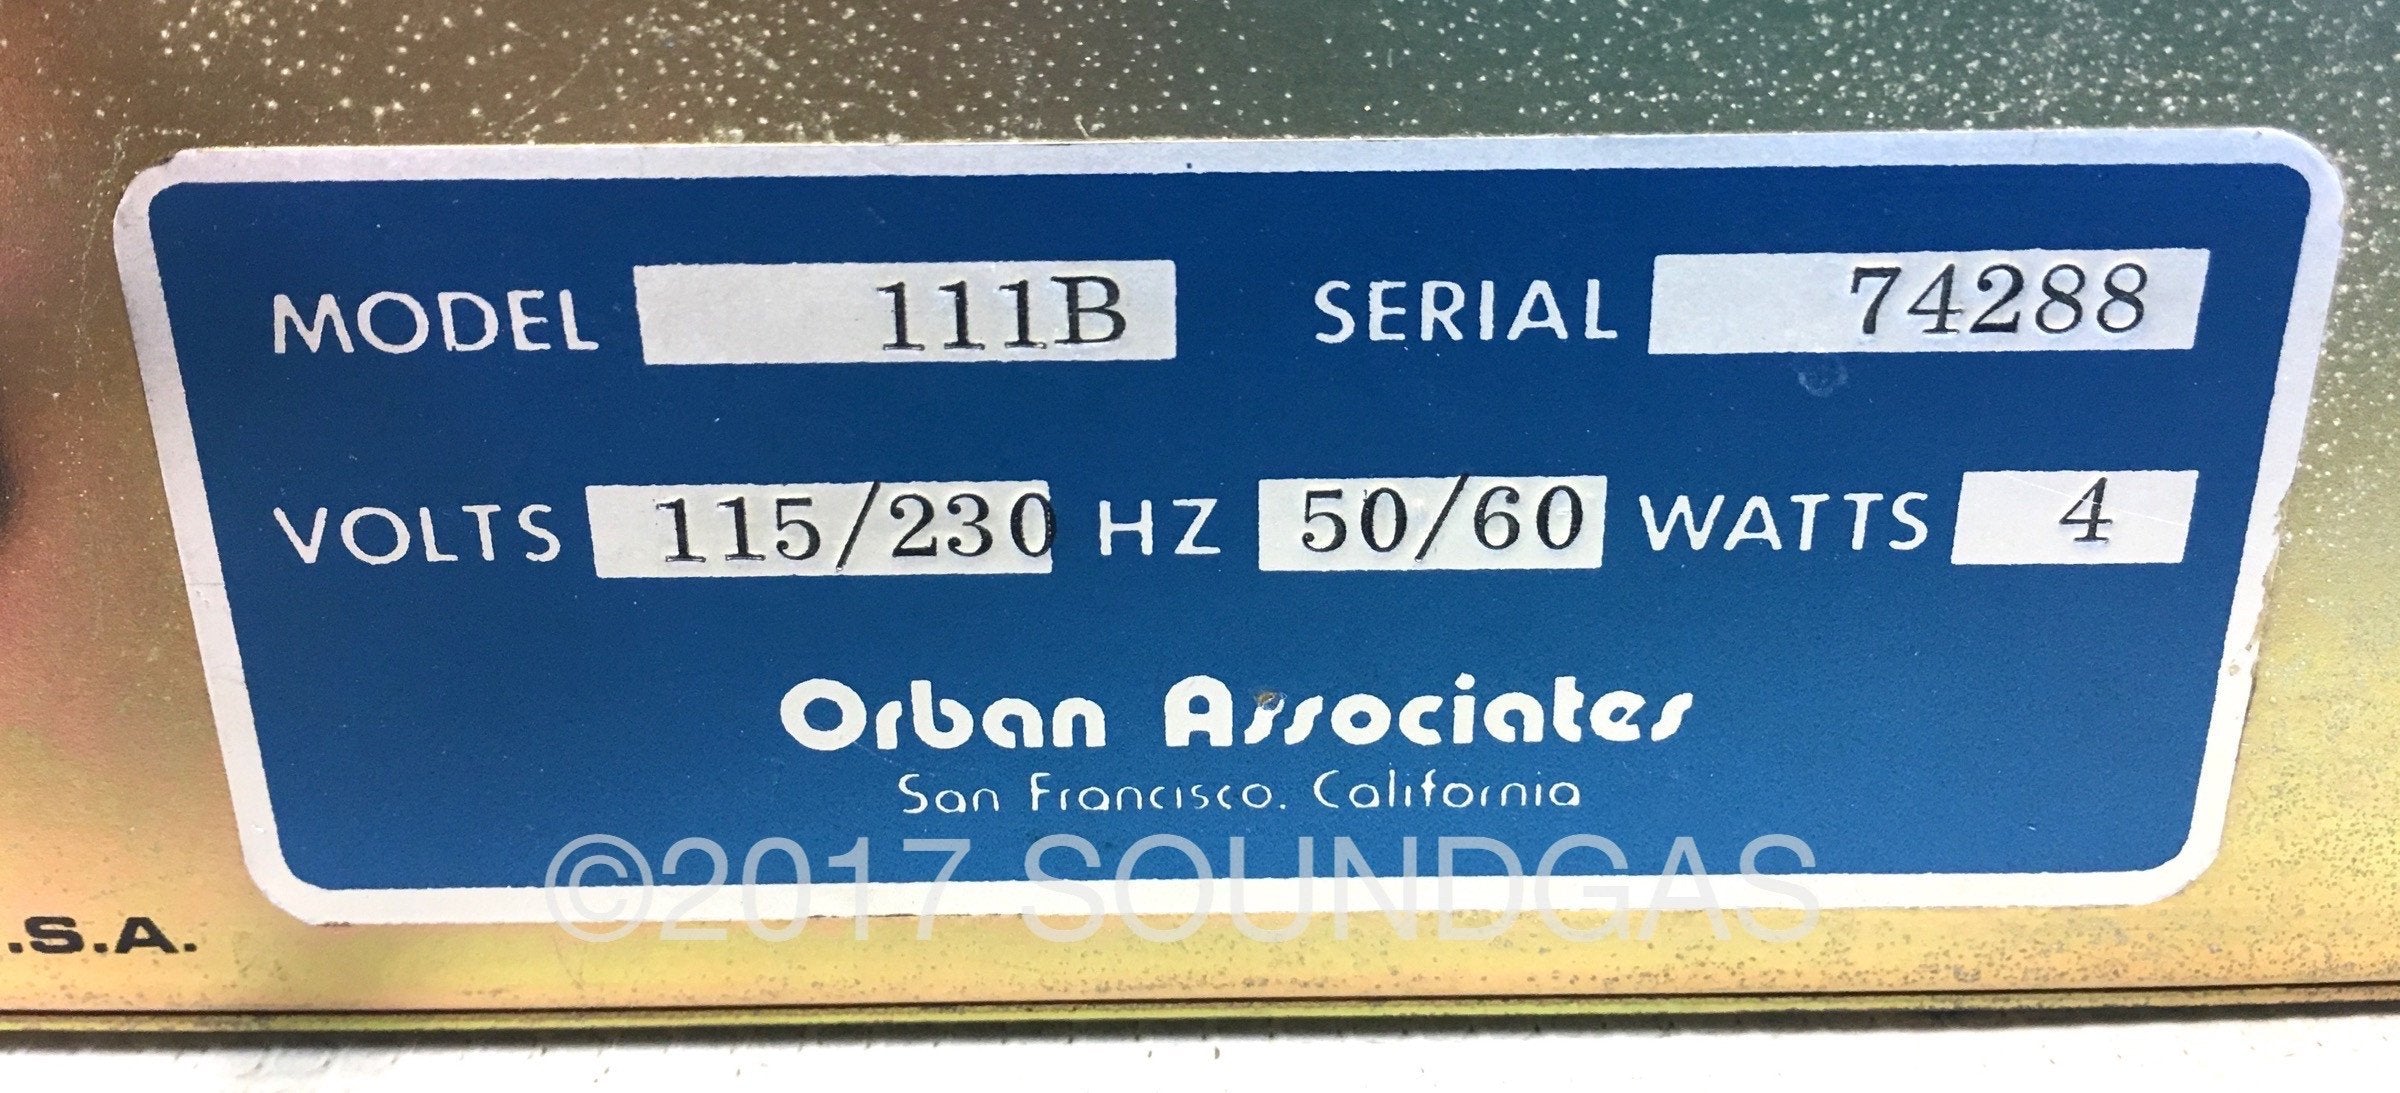 MODEL 111B SERIAL 74288
VOLTS 115/230 HZ 50/60 WATTS 4
Orban Associates
San Francisco, California
©2017 SOUNDGAS
.S.A.